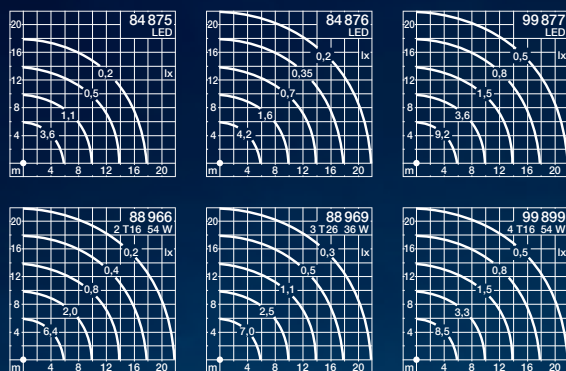 84 875
20 LED
16
0,2 lx
12
0,5
8
1,1
4 3,6
m 4 8 12 16 20
84 876
20 LED
16 0,2
0,35 lx
12
0,7
8
1,6
4 4,2
m 4 8 12 16 20
99 877
20 LED
16 0,5
0,8 lx
12
1,5
8
3,6
4 9,2
m 4 8 12 16 20
88 966
20 2 T16 54 W
16 0,2 lx
0,4
12
0,8
8
2,0
4 6,4
m 4 8 12 16 20
88 969
20 3 T26 36 W
16 0,3 lx
0,5
12
1,1
8
2,5
4 7,0
m 4 8 12 16 20
99 899
20 4 T16 54 W
16 0,5 lx
0,8
12
1,5
8
3,3
4 8,5
m 4 8 12 16 20